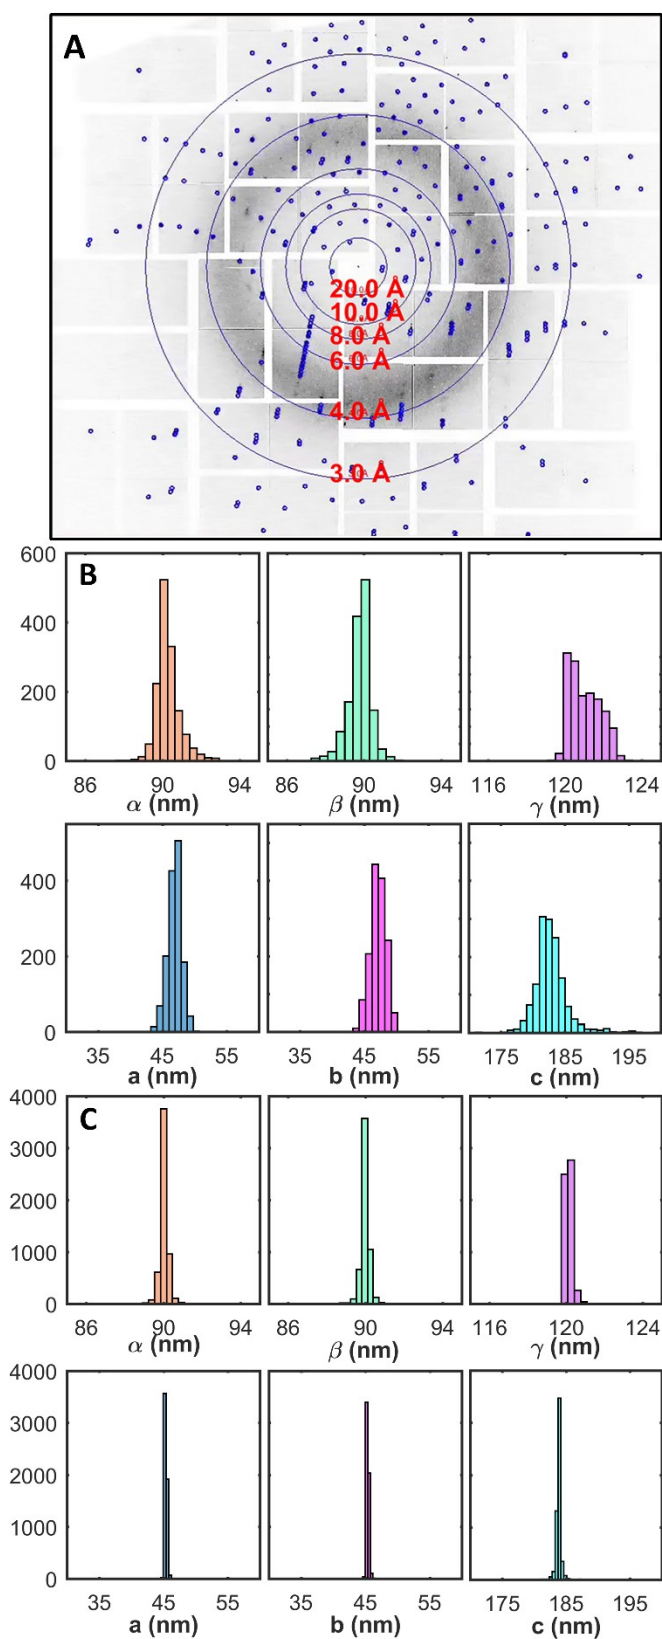 A
20.0 Å
10.0 Å
8.0 Å
6.0 Å
4.0 Å
3.0 Å
B
600
400
200
0
86 90 94
86 90 94
116 120 124
α (nm)
β (nm)
γ (nm)
400
200
0
35 45 55
35 45 55
175 185 195
a (nm)
b (nm)
c (nm)
C
4000
3000
2000
1000
0
86 90 94
86 90 94
116 120 124
α (nm)
β (nm)
γ (nm)
4000
3000
2000
1000
0
35 45 55
35 45 55
175 185 195
a (nm)
b (nm)
c (nm)